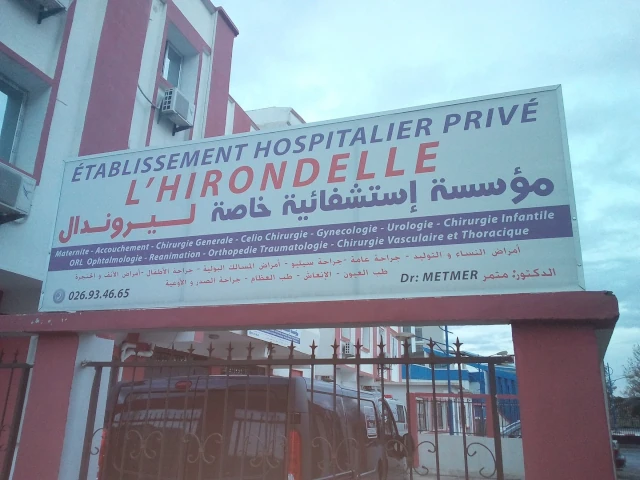 ÉTABLISSEMENT HOSPITALIER PRIVÉ
L'HIRONDELLE
مؤسسة إستشفائية خاصة ليروندال
Maternite - Accouchement - Chirurgie Generale - Celio Chirurgie - Gynecologie - Urologie - Chirurgie Infantile
ORL Ophtalmologie - Reanimation - Orthopedie Traumatologie - Chirurgie Vasculaire et Thoracique
أمراض النساء و التوليد - جراحة عامة - جراحة سيليو - أمراض المسالك البولية - جراحة الأطفال - أمراض الأنف و الحنجرة
طب العيون - الإنعاش - طب العظام - جراحة الصدر و الأوعية
Dr: METMER الدكتور: متمر
026.93.46.65